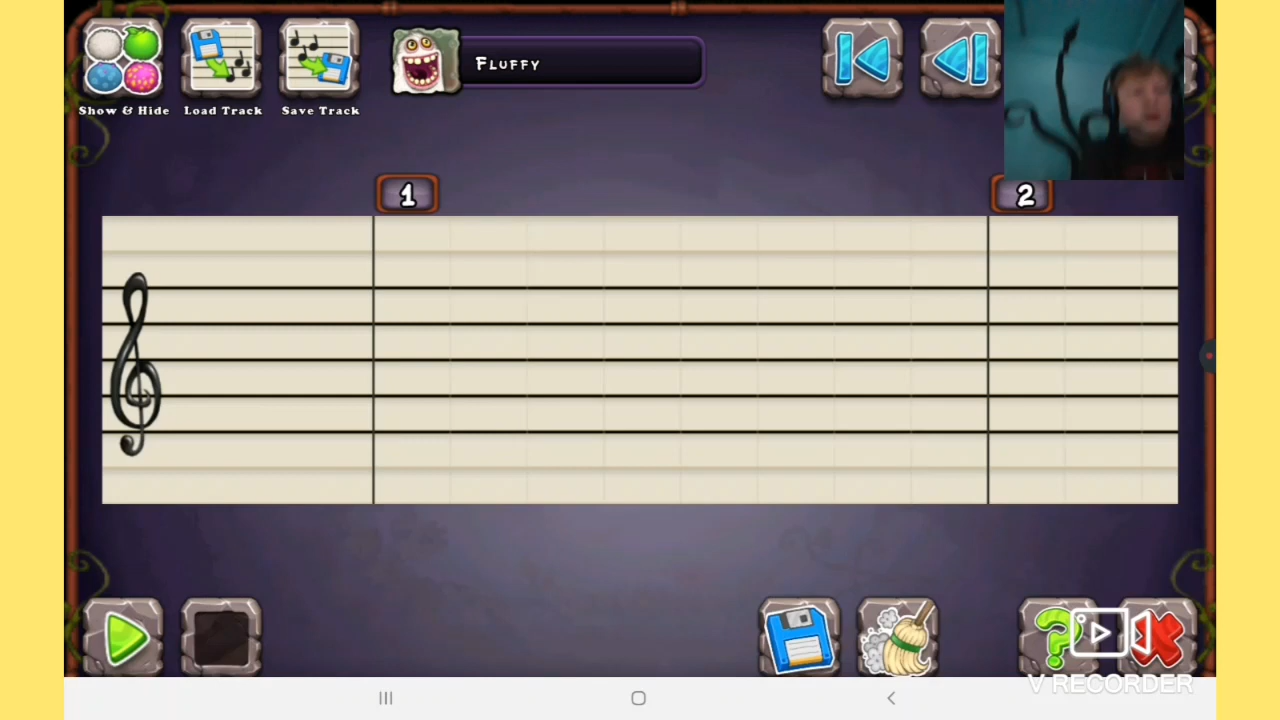 Fluffy
Show & Hide
Load Track
Save Track
1
2
V RECORDER